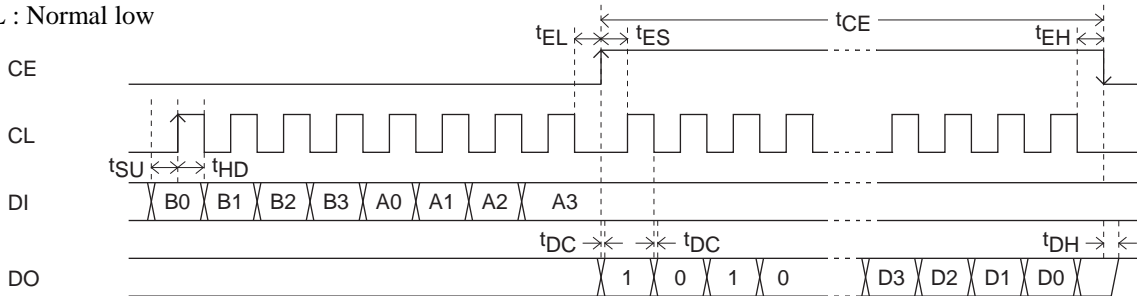 L : Normal low
tEL tES tCE tEH
CE
CL
tSU tHD
DI B0 B1 B2 B3 A0 A1 A2 A3
tDC tDC tDH
DO 1 0 1 0 D3 D2 D1 D0